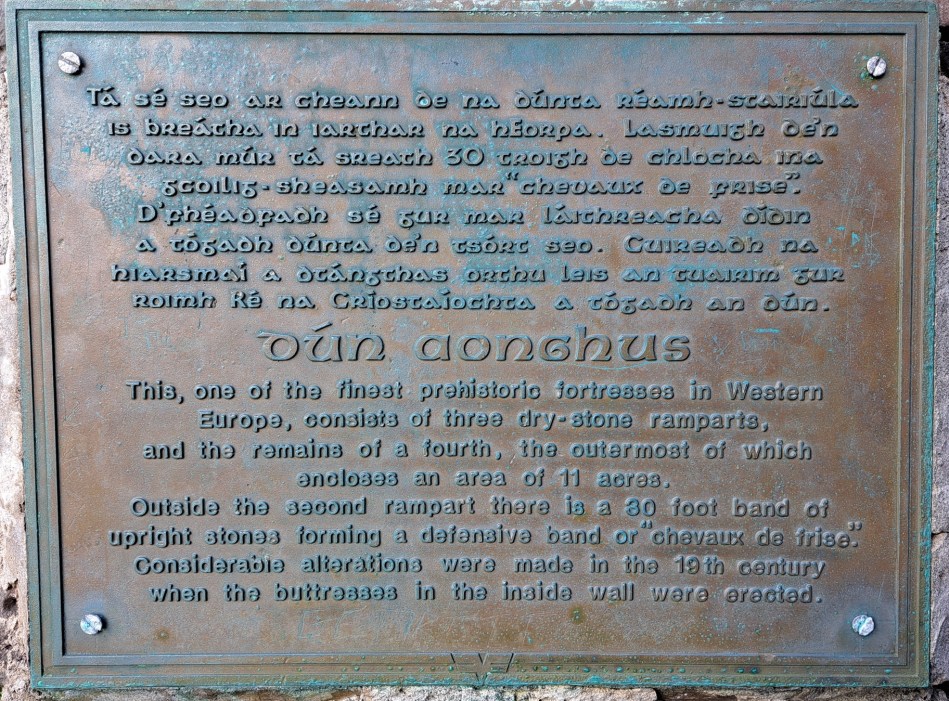 Tá sé seo ar cheann de na dúnta réamh-stairiúla
is breátha in iarthar na hEorpa. Lasmuigh de'n
dara múr tá sreath 30 troigh de chlocha ina
gcoilig-sheasamh mar "chevaux de frise".
D'fhéadfadh sé gur mar láithreacha dídin
a tógadh dúnta de'n tsórt seo. Cuireadh na
hiarsmaí a dtángthas orthu leis an tuairim gur
roimh Ré na Críostaíochta a tógadh an dún.
Dún Aonghus
This, one of the finest prehistoric fortresses in Western
Europe, consists of three dry-stone ramparts,
and the remains of a fourth, the outermost of which
encloses an area of 11 acres.
Outside the second rampart there is a 30 foot band of
upright stones forming a defensive band or "chevaux de frise."
Considerable alterations were made in the 19th century
when the buttresses in the inside wall were erected.